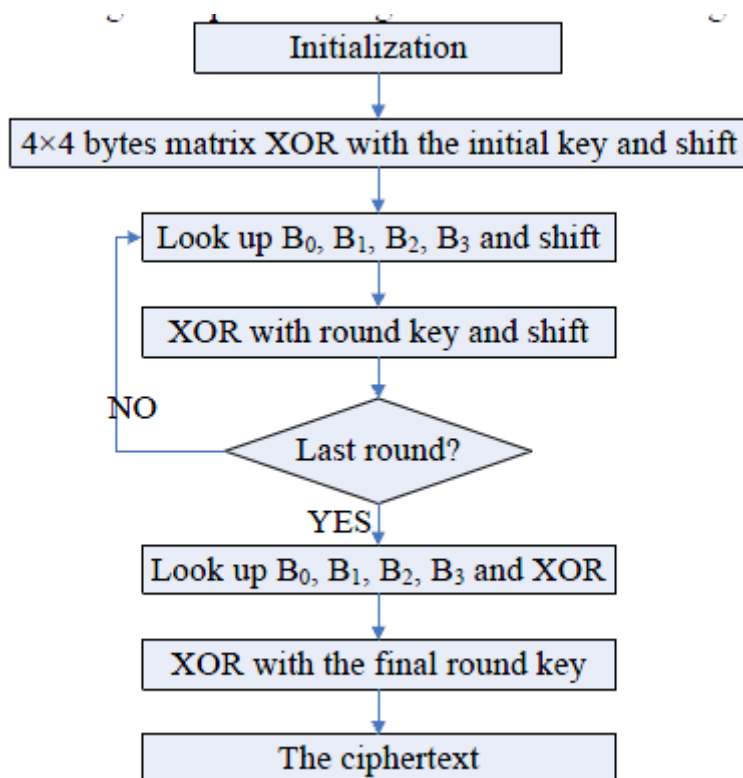 Initialization
4×4 bytes matrix XOR with the initial key and shift
Look up B₀, B₁, B₂, B₃ and shift
XOR with round key and shift
NO
Last round?
YES
Look up B₀, B₁, B₂, B₃ and XOR
XOR with the final round key
The ciphertext